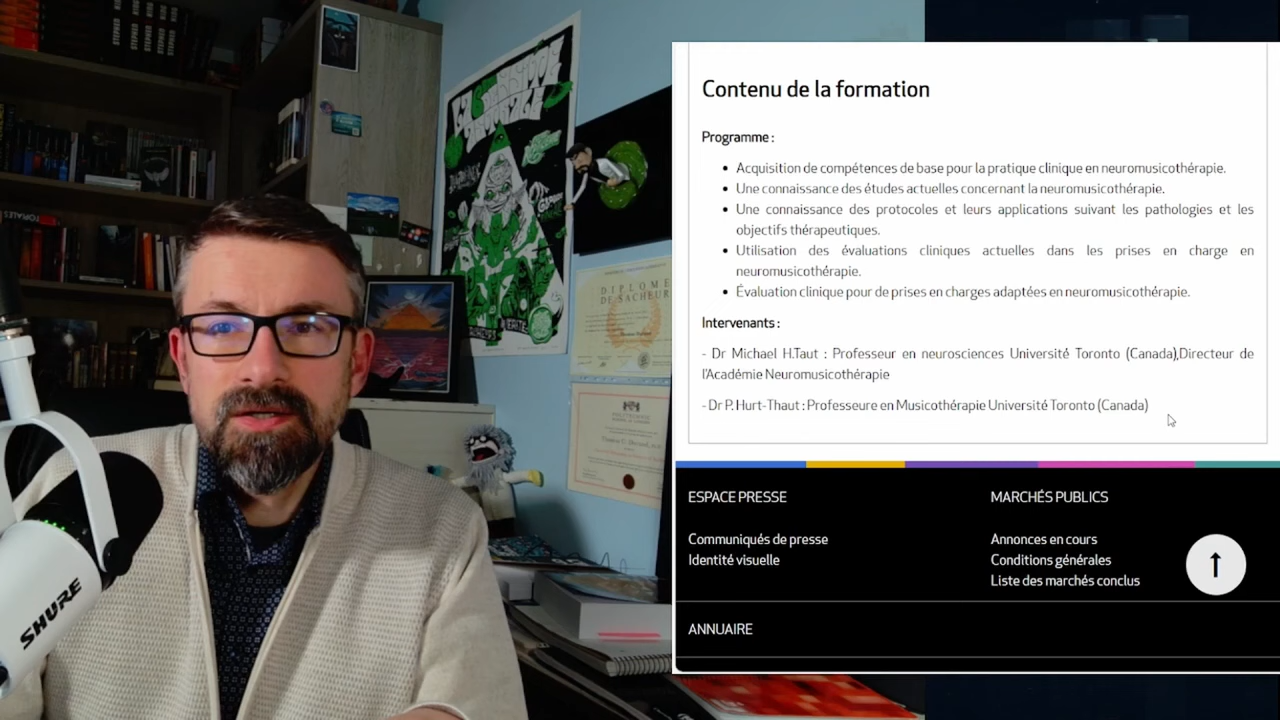 Contenu de la formation
Programme :
• Acquisition de compétences de base pour la pratique clinique en neuromusicothérapie.
• Une connaissance des études actuelles concernant la neuromusicothérapie.
• Une connaissance des protocoles et leurs applications suivant les pathologies et les
objectifs thérapeutiques.
• Utilisation des évaluations cliniques actuelles dans les prises en charge en
neuromusicothérapie.
• Évaluation clinique pour de prises en charges adaptées en neuromusicothérapie.
Intervenants :
- Dr Michael H.Taut : Professeur en neurosciences Université Toronto (Canada),Directeur de
l'Académie Neuromusicothérapie
- Dr P. Hurt-Thaut : Professeure en Musicothérapie Université Toronto (Canada)
ESPACE PRESSE
MARCHÉS PUBLICS
Communiqués de presse
Annonces en cours
Identité visuelle
Conditions générales
Liste des marchés conclus
ANNUAIRE
DIPLOME
SHURE